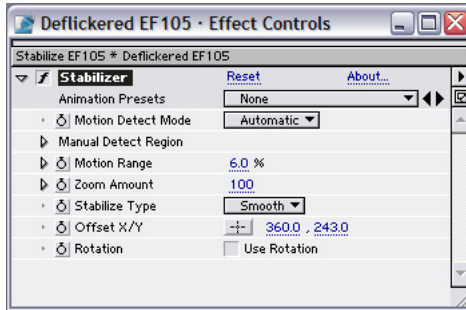 Deflickered EF105 · Effect Controls
Stabilize EF105 * Deflickered EF105
Stabilizer Reset About...
Animation Presets None
Motion Detect Mode Automatic
Manual Detect Region
Motion Range 6.0 %
Zoom Amount 100
Stabilize Type Smooth
Offset X/Y 360.0 , 243.0
Rotation Use Rotation